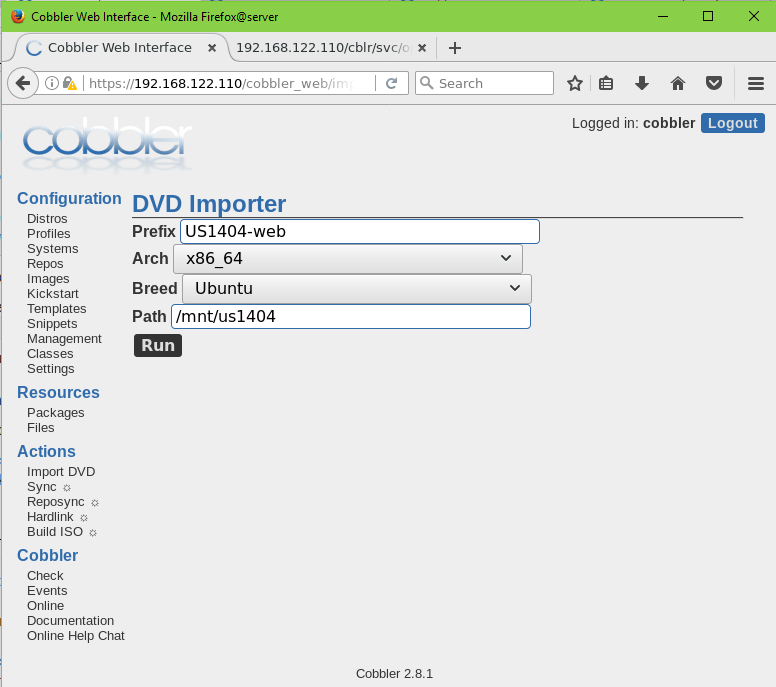 Cobbler Web Interface - Mozilla Firefox@server
Cobbler Web Interface
192.168.122.110/cblr/svc/o
https://192.168.122.110/cobbler_web/imp
Search
cobbler
Logged in: cobbler Logout
Configuration
Distros
Profiles
Systems
Repos
Images
Kickstart
Templates
Snippets
Management
Classes
Settings
Resources
Packages
Files
Actions
Import DVD
Sync ☼
Reposync ☼
Hardlink ☼
Build ISO ☼
Cobbler
Check
Events
Online
Documentation
Online Help Chat
DVD Importer
Prefix US1404-web
Arch x86_64
Breed Ubuntu
Path /mnt/us1404
Run
Cobbler 2.8.1